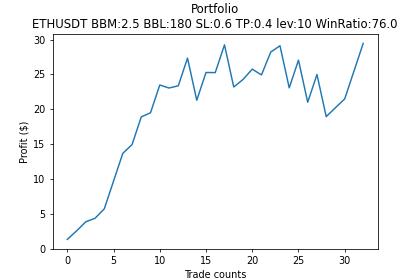 Portfolio
ETHUSDT BBM:2.5 BBL:180 SL:0.6 TP:0.4 lev:10 WinRatio:76.0
30
25
20
15
10
5
0
Profit ($)
0 5 10 15 20 25 30
Trade counts